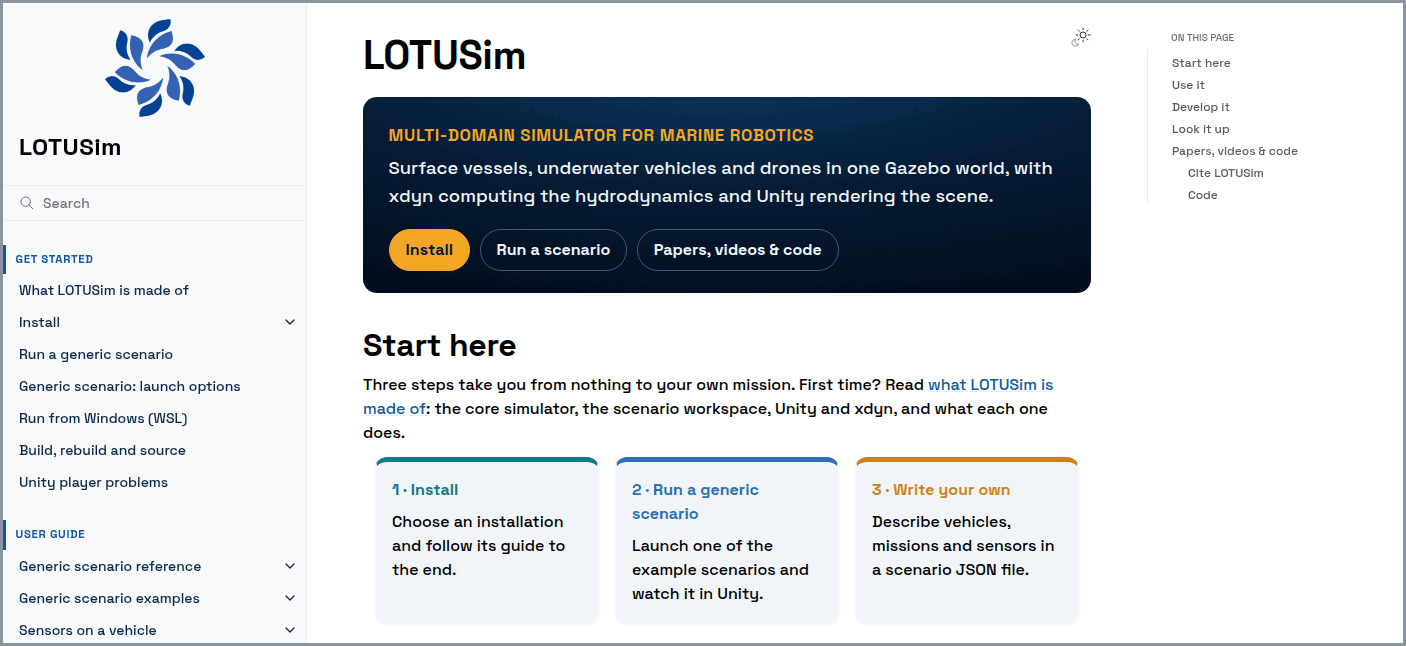 LOTUSim
Search
GET STARTED
What LOTUSim is made of
Install
Run a generic scenario
Generic scenario: launch options
Run from Windows (WSL)
Build, rebuild and source
Unity player problems
USER GUIDE
Generic scenario reference
Generic scenario examples
Sensors on a vehicle
LOTUSim
MULTI-DOMAIN SIMULATOR FOR MARINE ROBOTICS
Surface vessels, underwater vehicles and drones in one Gazebo world, with
xdyn computing the hydrodynamics and Unity rendering the scene.
Install
Run a scenario
Papers, videos & code
Start here
Three steps take you from nothing to your own mission. First time? Read what LOTUSim is
made of: the core simulator, the scenario workspace, Unity and xdyn, and what each one
does.
1 · Install
Choose an installation
and follow its guide to
the end.
2 · Run a generic
scenario
Launch one of the
example scenarios and
watch it in Unity.
3 · Write your own
Describe vehicles,
missions and sensors in
a scenario JSON file.
ON THIS PAGE
Start here
Use it
Develop it
Look it up
Papers, videos & code
Cite LOTUSim
Code